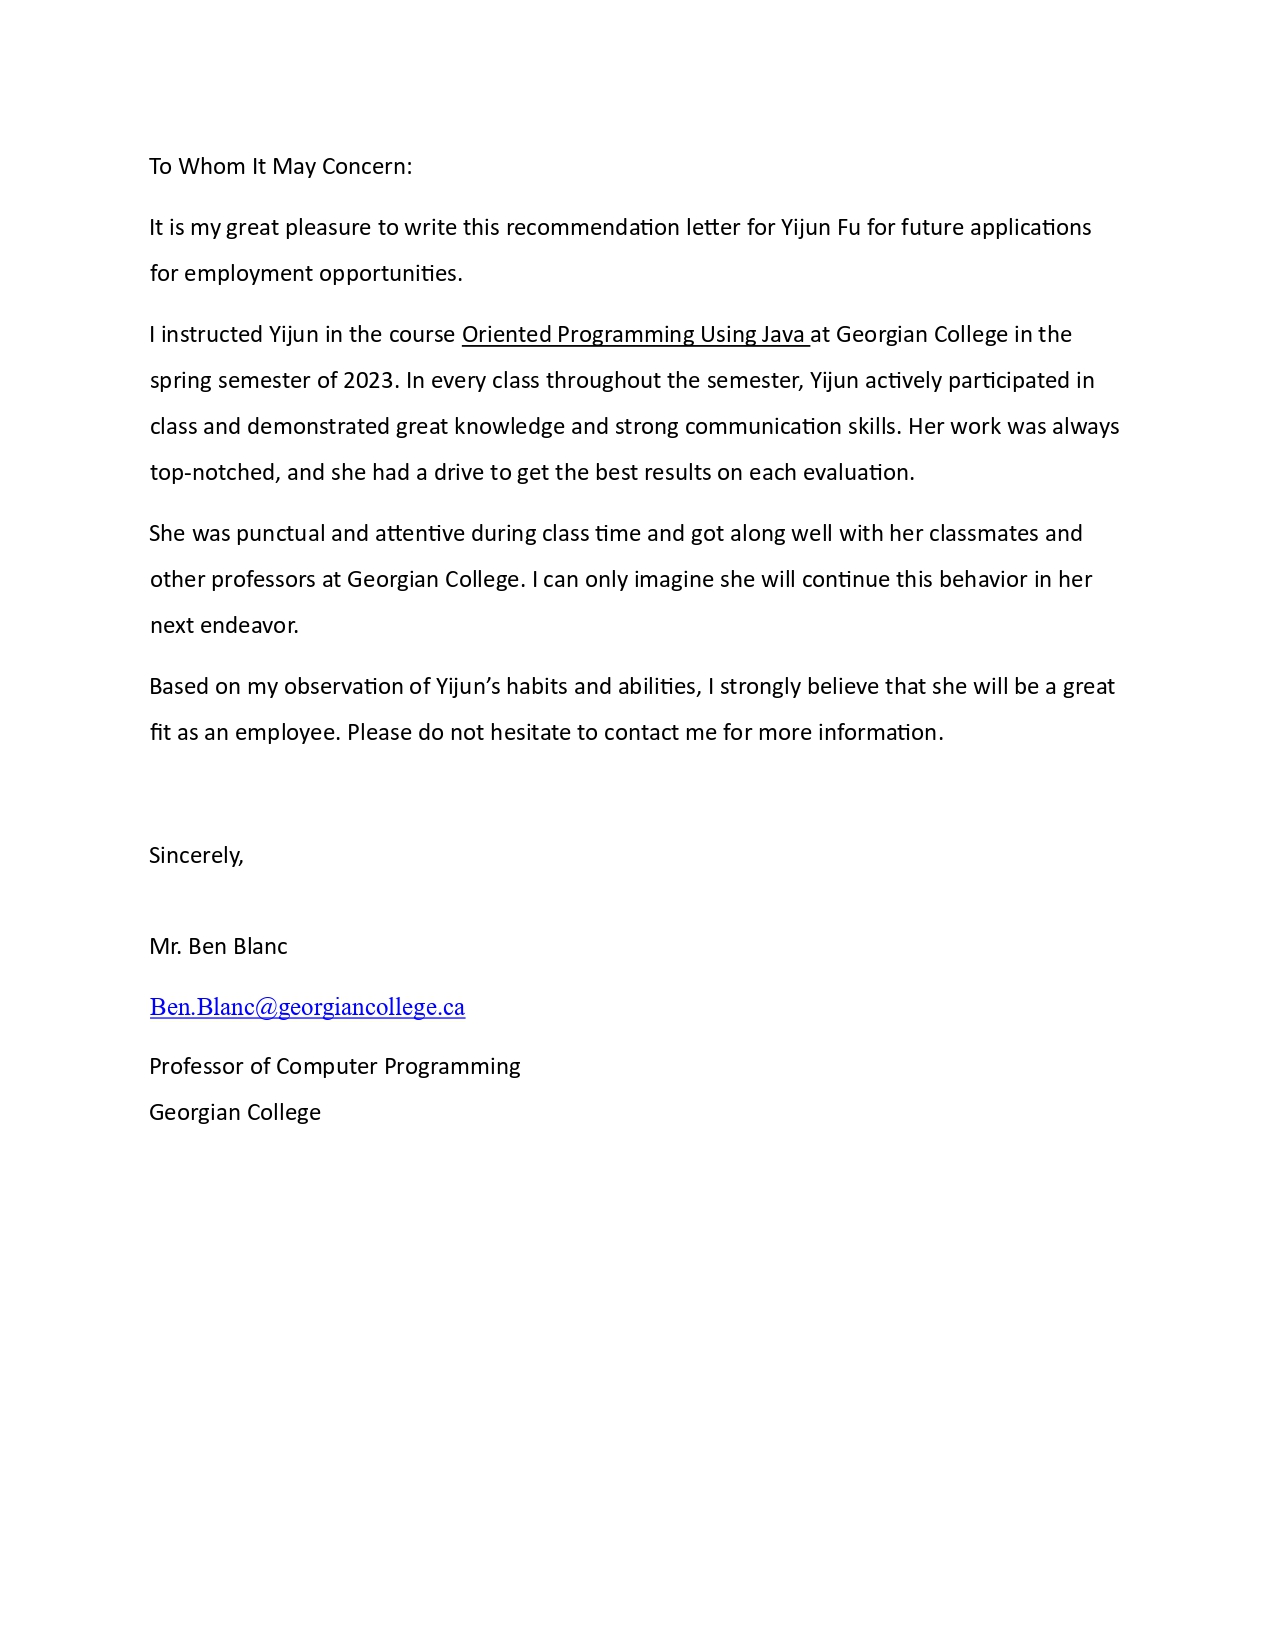 To Whom It May Concern:
It is my great pleasure to write this recommendation letter for Yijun Fu for future applications
for employment opportunities.
I instructed Yijun in the course Oriented Programming Using Java at Georgian College in the
spring semester of 2023. In every class throughout the semester, Yijun actively participated in
class and demonstrated great knowledge and strong communication skills. Her work was always
top-notched, and she had a drive to get the best results on each evaluation.
She was punctual and attentive during class time and got along well with her classmates and
other professors at Georgian College. I can only imagine she will continue this behavior in her
next endeavor.
Based on my observation of Yijun’s habits and abilities, I strongly believe that she will be a great
fit as an employee. Please do not hesitate to contact me for more information.
Sincerely,
Mr. Ben Blanc
Ben.Blanc@georgiancollege.ca
Professor of Computer Programming
Georgian College